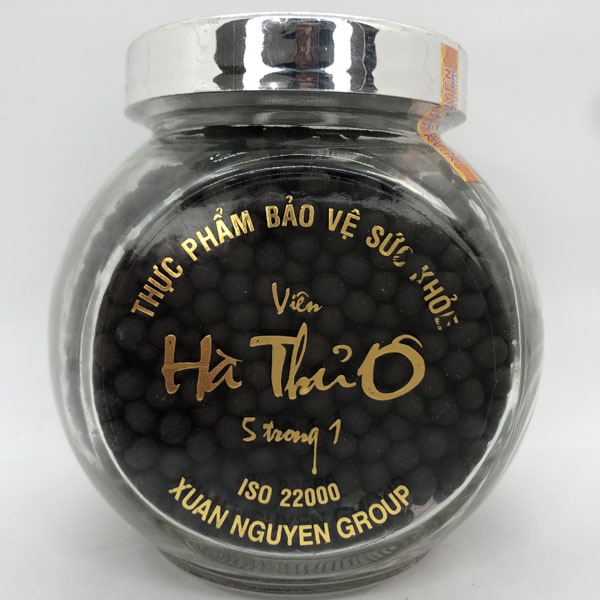 THỰC PHẨM BẢO VỆ SỨC KHỎE
Viên
Hà Thủ Ô
5 trong 1
ISO 22000
XUAN NGUYEN GROUP